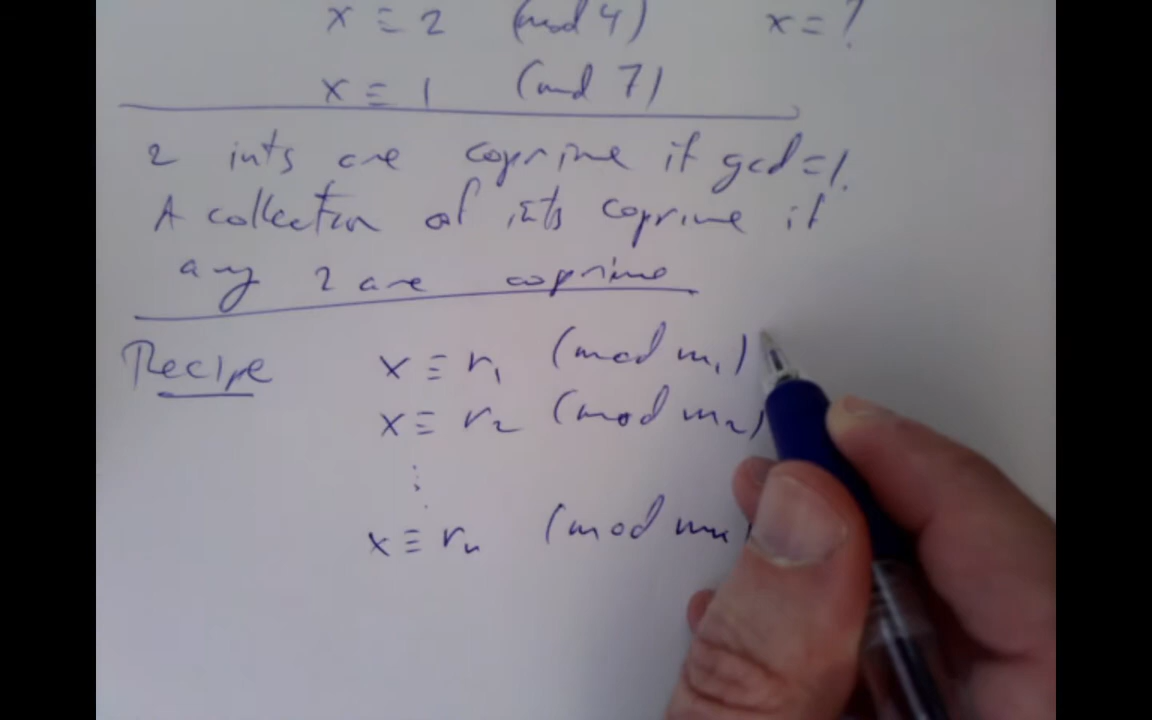 x ≡ 2 (mod 4) x = ?
x ≡ 1 (mod 7)
2 ints are coprime if gcd = 1.
A collection of ints coprime if
any 2 are coprime
Recipe x ≡ r₁ (mod m₁)
x ≡ r₂ (mod m₂)
⋮
x ≡ rₙ (mod mₙ)